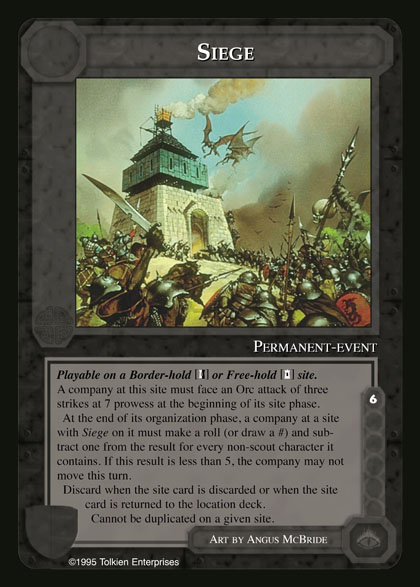 Siege
Permanent-event
Playable on a Border-hold [] or Free-hold [] site.
A company at this site must face an Orc attack of three
strikes at 7 prowess at the beginning of its site phase.
At the end of its organization phase, a company at a site
with Siege on it must make a roll (or draw a #) and sub-
tract one from the result for every non-scout character it
contains. If this result is less than 5, the company may not
move this turn.
Discard when the site card is discarded or when the site
card is returned to the location deck.
Cannot be duplicated on a given site.
6
Art by Angus McBride
©1995 Tolkien Enterprises